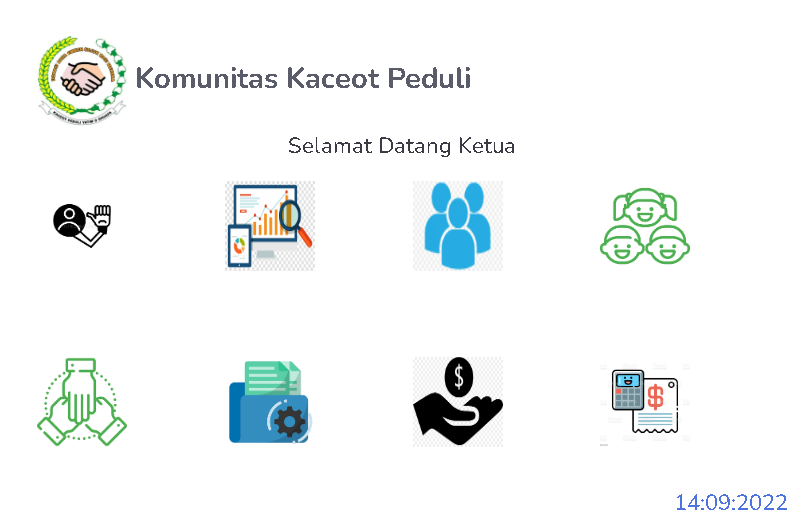 Komunitas Kaceot Peduli
Selamat Datang Ketua
$
$
14:09:2022